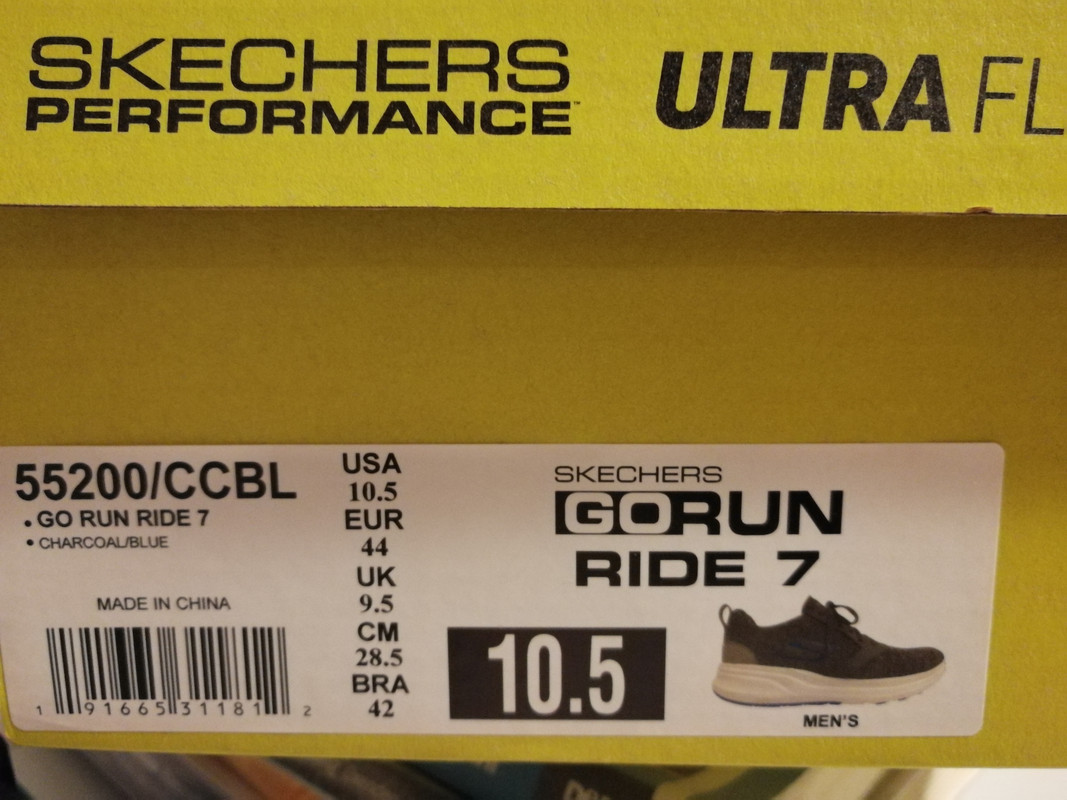 SKECHERS
PERFORMANCE™
ULTRA FL
55200/CCBL
• GO RUN RIDE 7
• CHARCOAL/BLUE
MADE IN CHINA
1 91665 31181 2
USA
10.5
EUR
44
UK
9.5
CM
28.5
BRA
42
SKECHERS
GORUN
RIDE 7
10.5
MEN'S